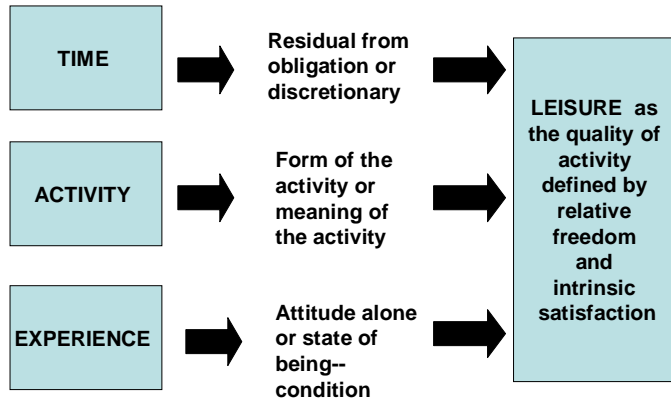 TIME
Residual from
obligation or
discretionary
ACTIVITY
Form of the
activity or
meaning of
the activity
EXPERIENCE
Attitude alone
or state of
being--
condition
LEISURE as
the quality of
activity
defined by
relative
freedom
and
intrinsic
satisfaction